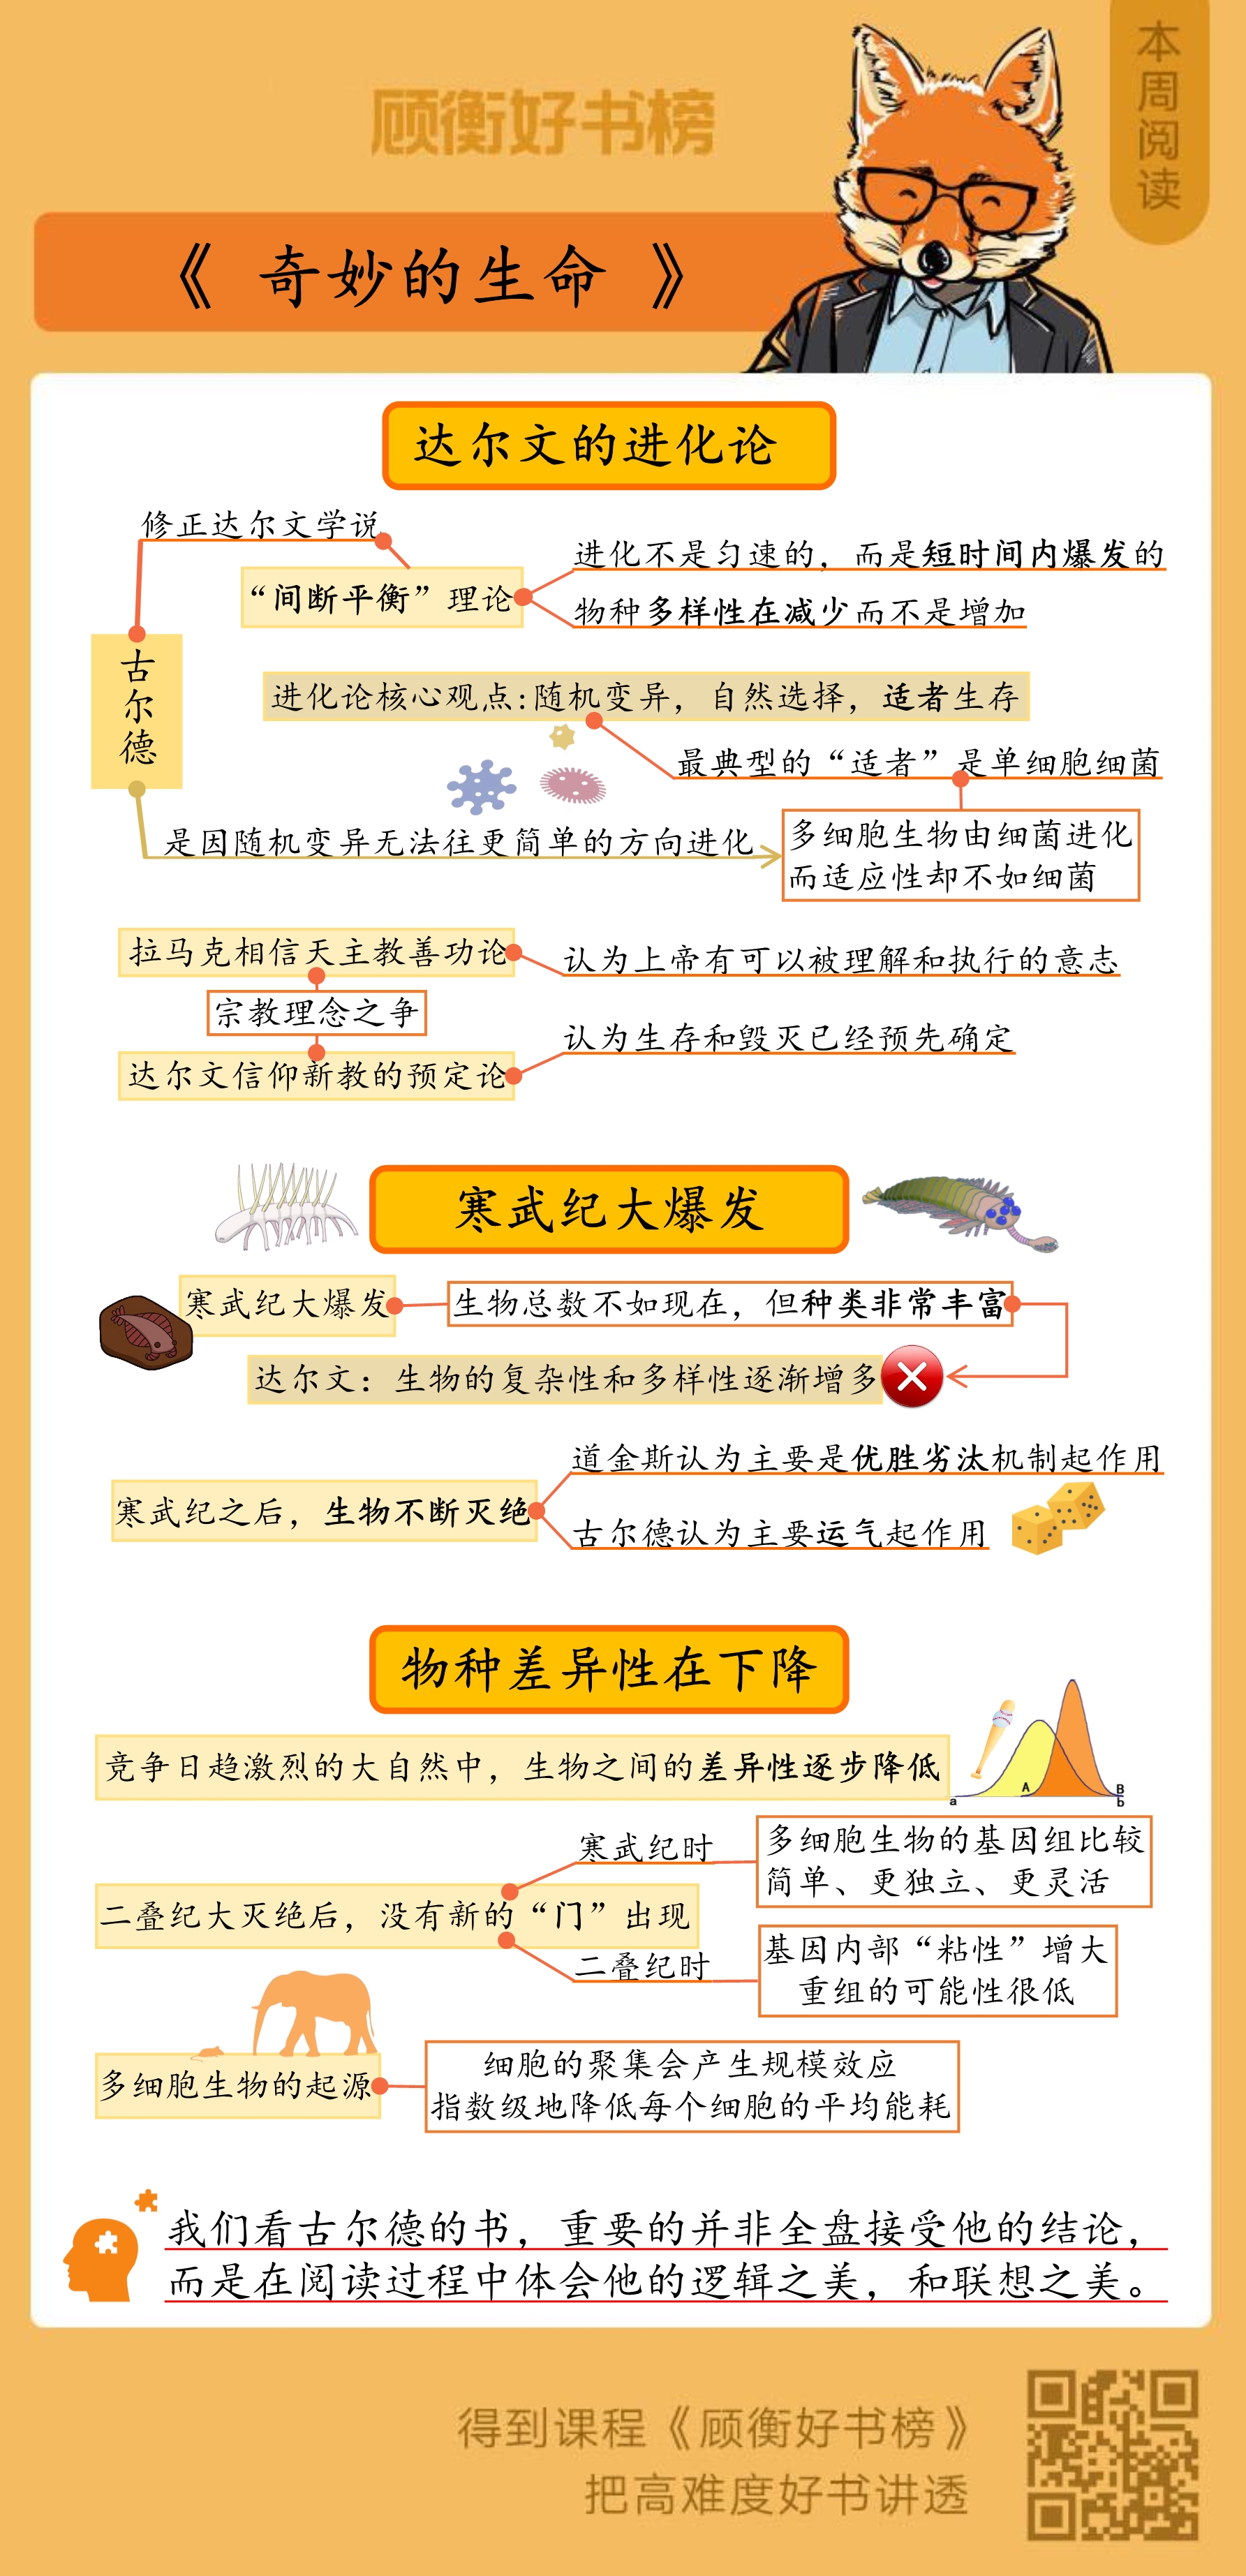 本周阅读
顾衡好书榜
《 奇妙的生命 》
达尔文的进化论
修正达尔文学说
“间断平衡”理论
进化不是匀速的，而是短时间内爆发的
物种多样性在减少而不是增加
古尔德
进化论核心观点:随机变异，自然选择，适者生存
最典型的“适者”是单细胞细菌
是因随机变异无法往更简单的方向进化
多细胞生物由细菌进化
而适应性却不如细菌
拉马克相信天主教善功论
认为上帝有可以被理解和执行的意志
宗教理念之争
认为生存和毁灭已经预先确定
达尔文信仰新教的预定论
寒武纪大爆发
寒武纪大爆发
生物总数不如现在，但种类非常丰富
达尔文：生物的复杂性和多样性逐渐增多
道金斯认为主要是优胜劣汰机制起作用
寒武纪之后，生物不断灭绝
古尔德认为主要运气起作用
物种差异性在下降
竞争日趋激烈的大自然中，生物之间的差异性逐步降低
A
B
a
b
寒武纪时
多细胞生物的基因组比较
简单、更独立、更灵活
二叠纪大灭绝后，没有新的“门”出现
二叠纪时
基因内部“粘性”增大
重组的可能性很低
多细胞生物的起源
细胞的聚集会产生规模效应
指数级地降低每个细胞的平均能耗
我们看古尔德的书，重要的并非全盘接受他的结论，
而是在阅读过程中体会他的逻辑之美，和联想之美。
得到课程《顾衡好书榜》
把高难度好书讲透